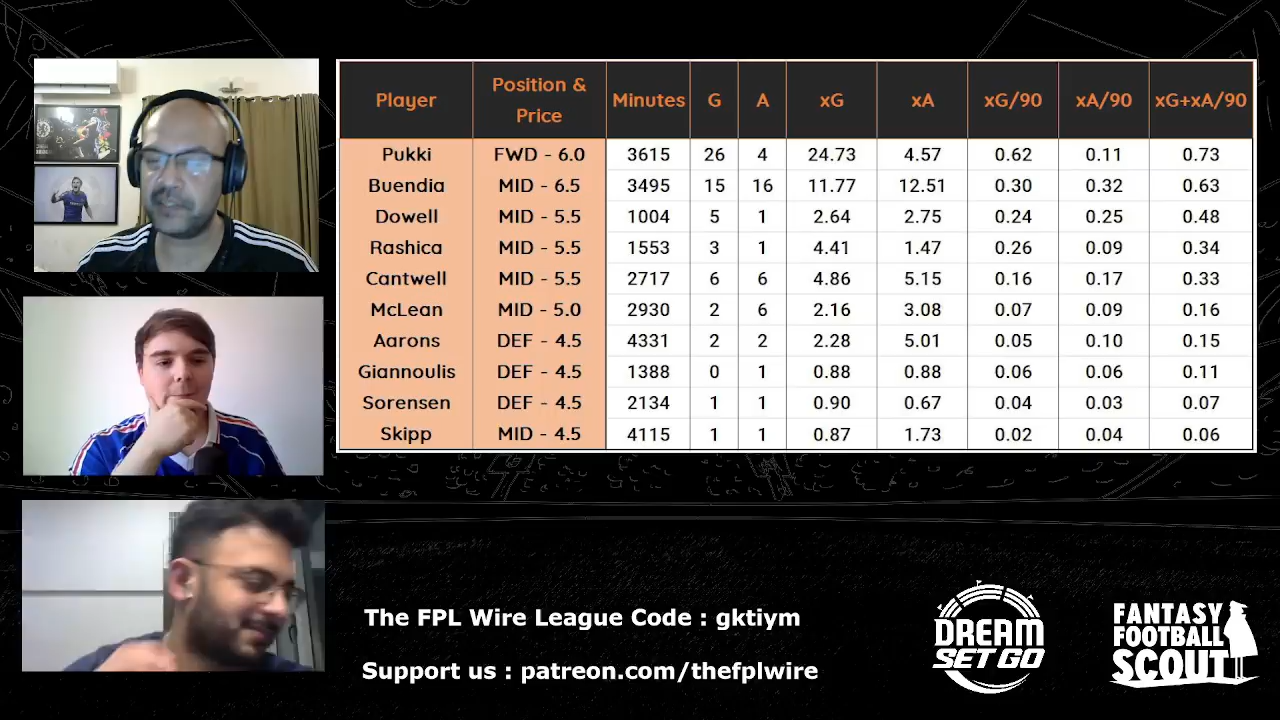 Player Position & Price Minutes G A xG xA xG/90 xA/90 xG+xA/90
Pukki FWD - 6.0 3615 26 4 24.73 4.57 0.62 0.11 0.73
Buendia MID - 6.5 3495 15 16 11.77 12.51 0.30 0.32 0.63
Dowell MID - 5.5 1004 5 1 2.64 2.75 0.24 0.25 0.48
Rashica MID - 5.5 1553 3 1 4.41 1.47 0.26 0.09 0.34
Cantwell MID - 5.5 2717 6 6 4.86 5.15 0.16 0.17 0.33
McLean MID - 5.0 2930 2 6 2.16 3.08 0.07 0.09 0.16
Aarons DEF - 4.5 4331 2 2 2.28 5.01 0.05 0.10 0.15
Giannoulis DEF - 4.5 1388 0 1 0.88 0.88 0.06 0.06 0.11
Sorensen DEF - 4.5 2134 1 1 0.90 0.67 0.04 0.03 0.07
Skipp MID - 4.5 4115 1 1 0.87 1.73 0.02 0.04 0.06
The FPL Wire League Code : gktiym
Support us : patreon.com/thefplwire
DREAM
SET GO
FANTASY
FOOTBALL
SCOUT